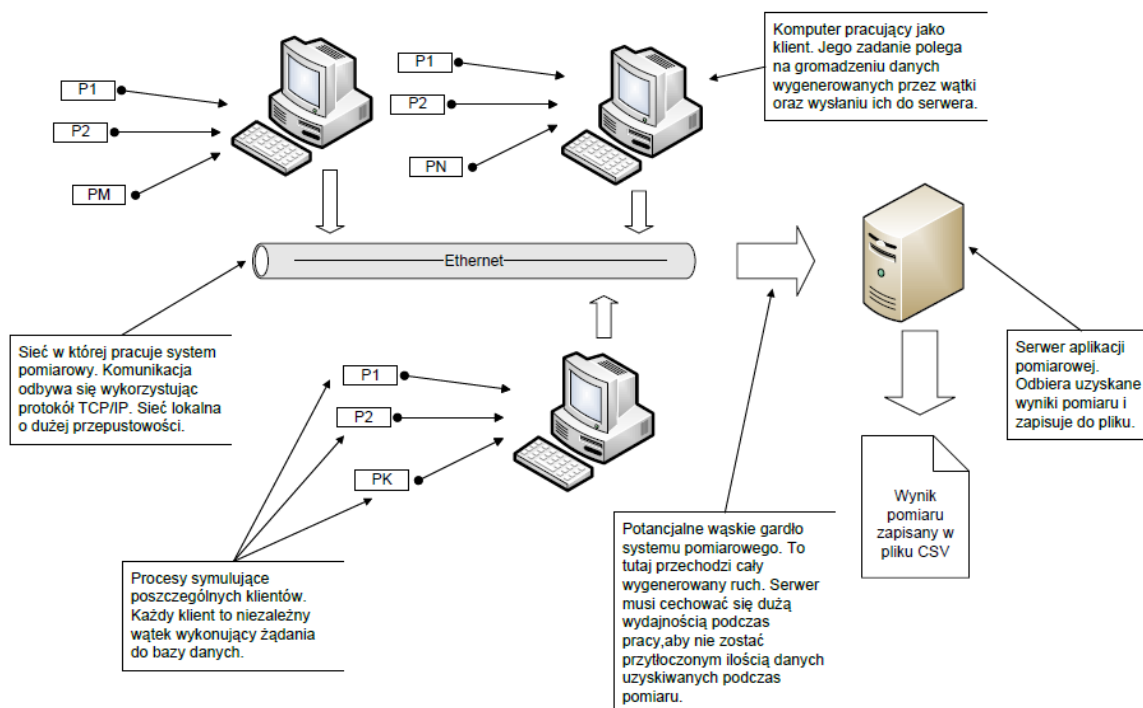 P1
P2
PM
P1
P2
PN
Komputer pracujący jako
klient. Jego zadanie polega
na gromadzeniu danych
wygenerowanych przez wątki
oraz wysłaniu ich do serwera.
Ethernet
Sieć w której pracuje system
pomiarowy. Komunikacja
odbywa się wykorzystując
protokół TCP/IP. Sieć lokalna
o dużej przepustowości.
P1
P2
PK
Serwer aplikacji
pomiarowej.
Odbiera uzyskane
wyniki pomiaru i
zapisuje do pliku.
Wynik
pomiaru
zapisany w
pliku CSV
Procesy symulujące
poszczególnych klientów.
Każdy klient to niezależny
wątek wykonujący żądania
do bazy danych.
Potancjalne wąskie gardło
systemu pomiarowego. To
tutaj przechodzi cały
wygenerowany ruch. Serwer
musi cechować się dużą
wydajnością podczas
pracy,aby nie zostać
przytłoczonym ilością danych
uzyskiwanych podczas
pomiaru.